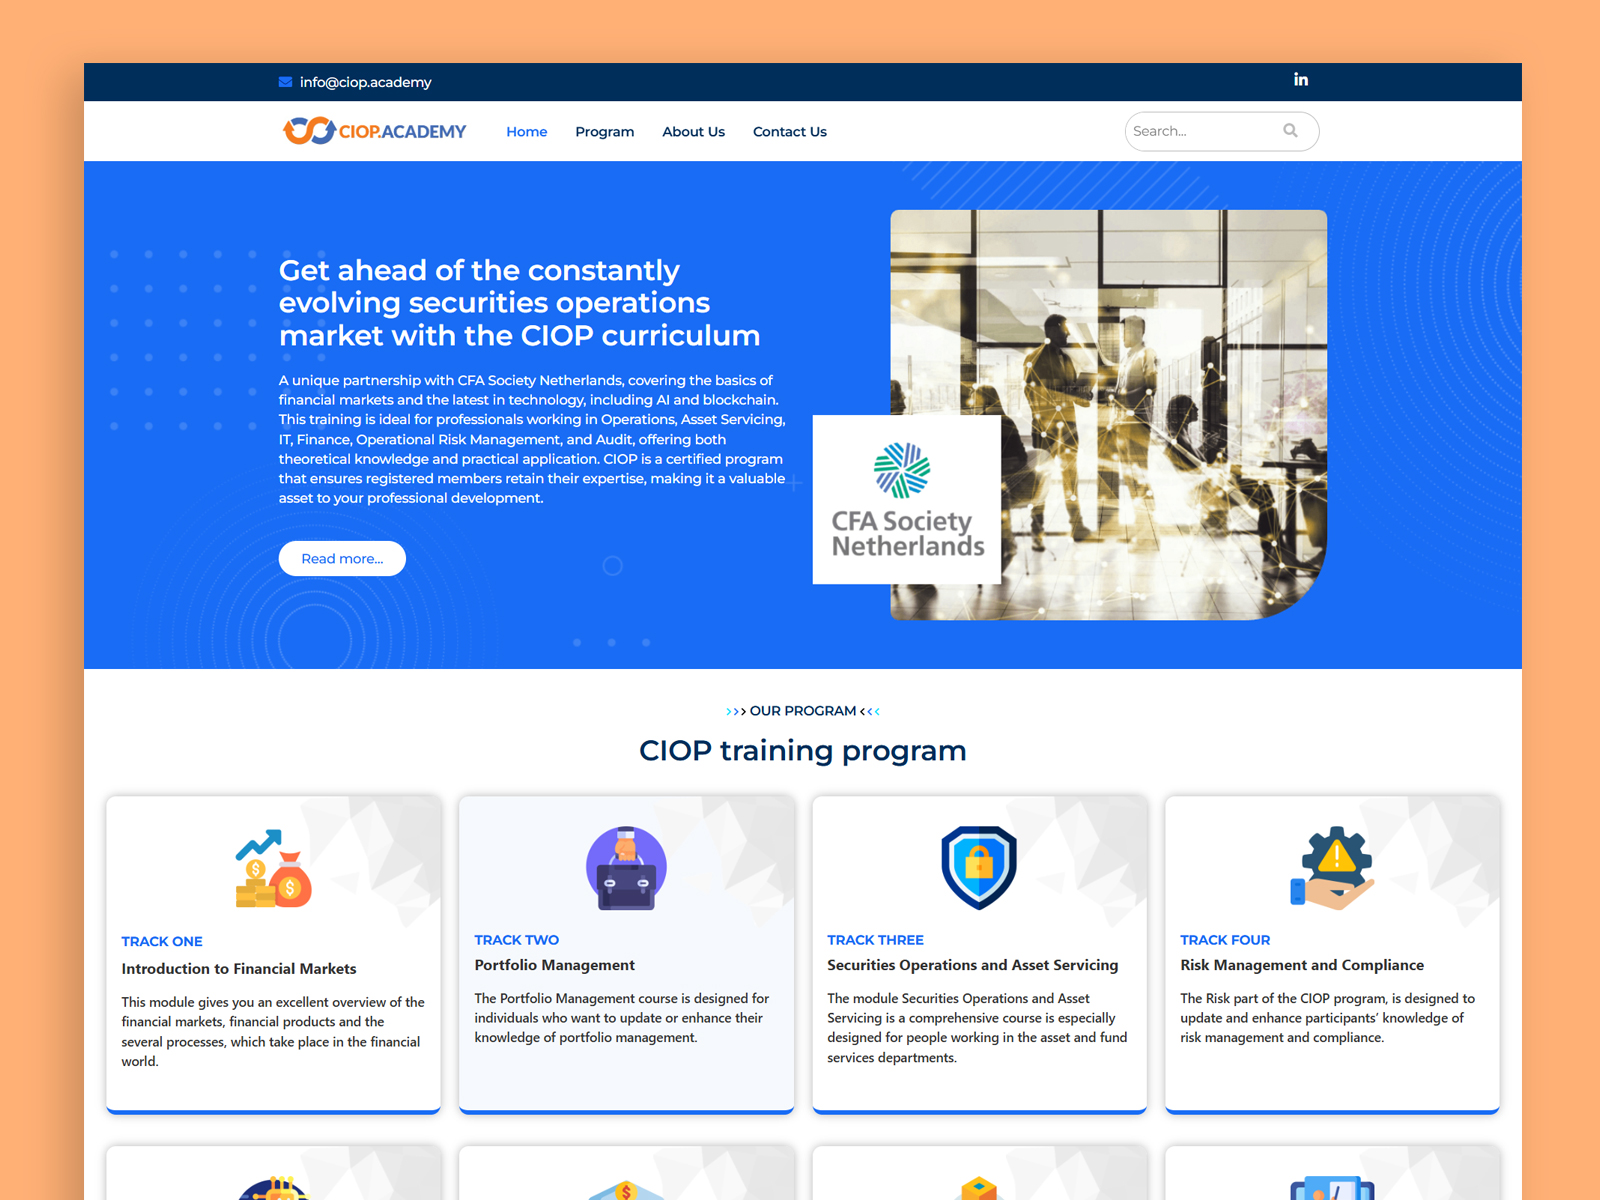 info@ciop.academy
in
CIOP.ACADEMY
Home
Program
About Us
Contact Us
Search...
Get ahead of the constantly
evolving securities operations
market with the CIOP curriculum
A unique partnership with CFA Society Netherlands, covering the basics of
financial markets and the latest in technology, including AI and blockchain.
This training is ideal for professionals working in Operations, Asset Servicing,
IT, Finance, Operational Risk Management, and Audit, offering both
theoretical knowledge and practical application. CIOP is a certified program
that ensures registered members retain their expertise, making it a valuable
asset to your professional development.
Read more...
CFA Society
Netherlands
>>> OUR PROGRAM <<<
CIOP training program
TRACK ONE
Introduction to Financial Markets
This module gives you an excellent overview of the
financial markets, financial products and the
several processes, which take place in the financial
world.
TRACK TWO
Portfolio Management
The Portfolio Management course is designed for
individuals who want to update or enhance their
knowledge of portfolio management.
TRACK THREE
Securities Operations and Asset Servicing
The module Securities Operations and Asset
Servicing is a comprehensive course is especially
designed for people working in the asset and fund
services departments.
TRACK FOUR
Risk Management and Compliance
The Risk part of the CIOP program, is designed to
update and enhance participants’ knowledge of
risk management and compliance.